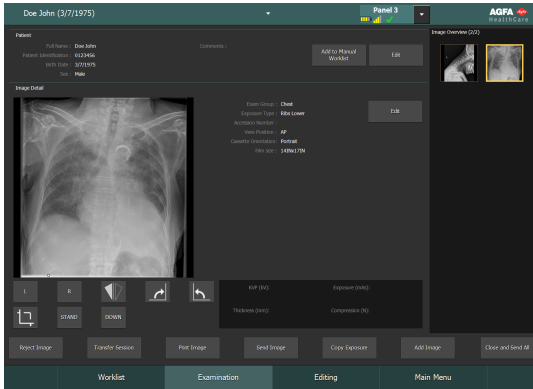 Doe John (3/7/1975)
Panel 3
AGFA
HealthCare
Patient
Full Name : Doe John
Patient Identification : 0123456
Birth Date : 3/7/1975
Sex : Male
Comments :
Add to Manual Worklist
Edit
Image Overview (2/2)
Image Detail
Exam Group : Chest
Exposure Type : Ribs Lower
Accession Number :
View Position : AP
Cassette Orientation : Portrait
Film size : 14INx17IN
Edit
L
R
STAND
DOWN
KVP (kV):
Exposure (mAs):
Thickness (mm):
Compression (N):
Reject Image
Transfer Session
Print Image
Send Image
Copy Exposure
Add Image
Close and Send All
Worklist
Examination
Editing
Main Menu